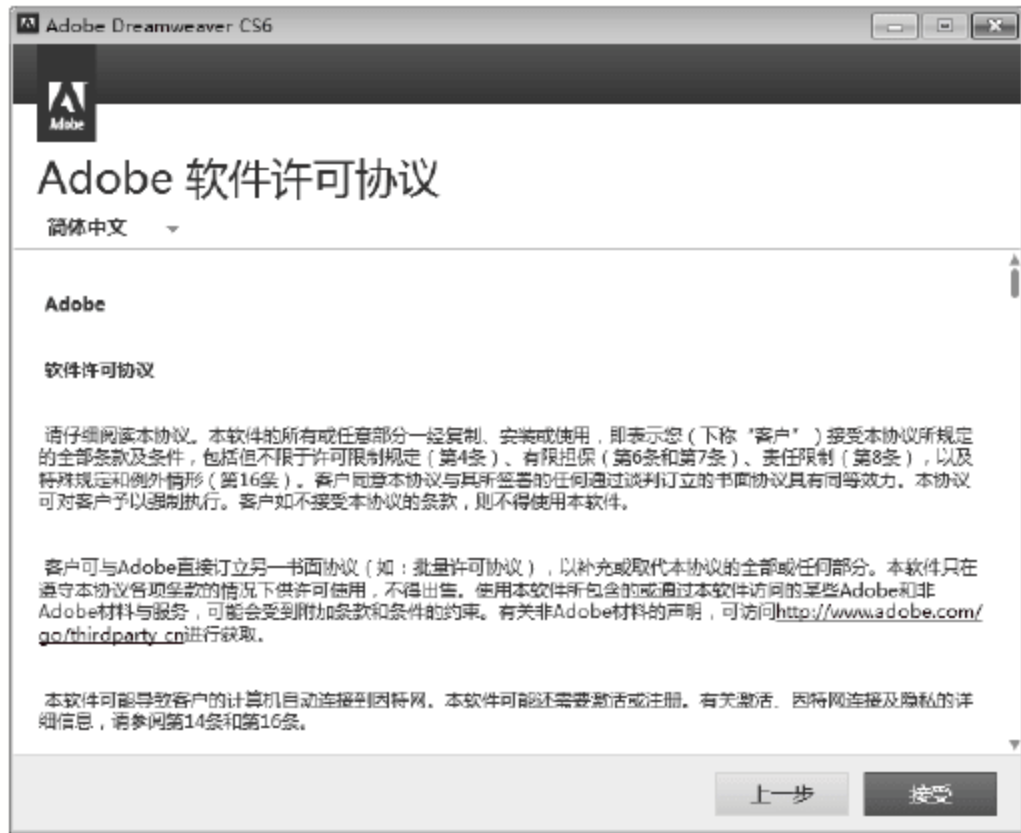 Adobe Dreamweaver CS6
Adobe
Adobe 软件许可协议
简体中文
Adobe
软件许可协议
请仔细阅读本协议。本软件的所有或任意部分一经复制、安装或使用，即表示您（下称“客户”）接受本协议所规定
的全部条款及条件，包括但不限于许可限制规定（第4条）、有限担保（第6条和第7条）、责任限制（第8条），以及
特殊规定和例外情形（第16条）。客户同意本协议与其所签署的任何通过谈判订立的书面协议具有同等效力。本协议
可对客户予以强制执行。客户如不接受本协议的条款，则不得使用本软件。
客户可与Adobe直接订立另一书面协议（如：批量许可协议），以补充或取代本协议的全部或任何部分。本软件只在
遵守本协议各项条款的情况下供许可使用，不得出售。使用本软件所包含的或通过本软件访问的某些Adobe和非
Adobe材料与服务，可能会受到附加条款和条件的约束。有关非Adobe材料的声明，可访问http://www.adobe.com/
go/thirdparty_cn进行获取。
本软件可能导致客户的计算机自动连接到因特网。本软件可能还需要激活或注册。有关激活、因特网连接及隐私的详
细信息，请参阅第14条和第16条。
上一步
接受